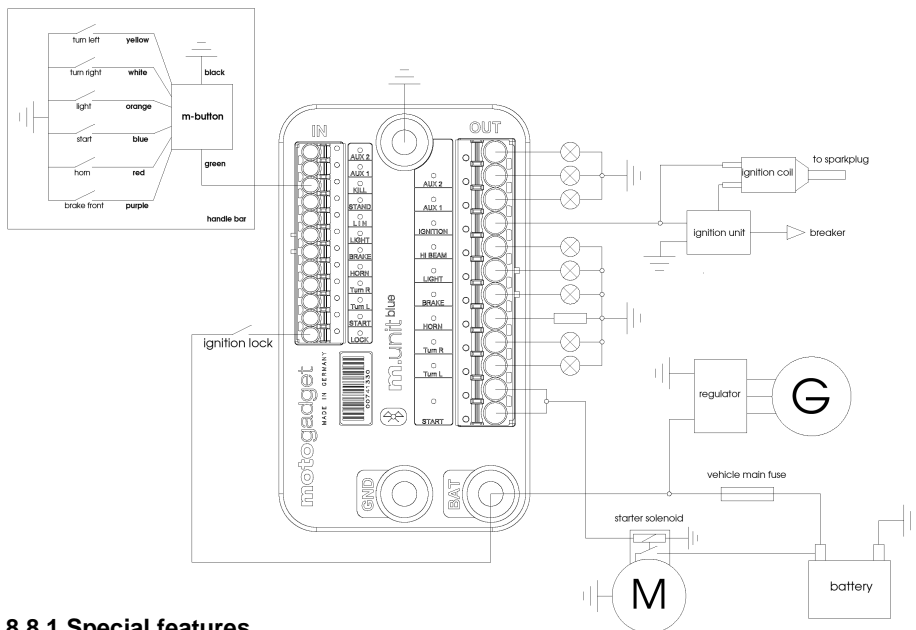 turn left yellow
turn right white
light orange
start blue
horn red
brake front purple
black
m-button
green
handle bar
IN
AUX 2
AUX 1
KILL
STAND
LIN
LIGHT
BRAKE
HORN
Turn R
Turn L
START
LOCK
OUT
AUX 2
AUX 1
IGNITION
HI BEAM
LIGHT
BRAKE
HORN
Turn R
Turn L
START
m.unit blue
motogadget
MADE IN GERMANY
00741330
GND
BAT
ignition lock
ignition coil
to sparkplug
ignition unit
breaker
regulator
G
vehicle main fuse
starter solenoid
M
battery
8.8.1 Special features